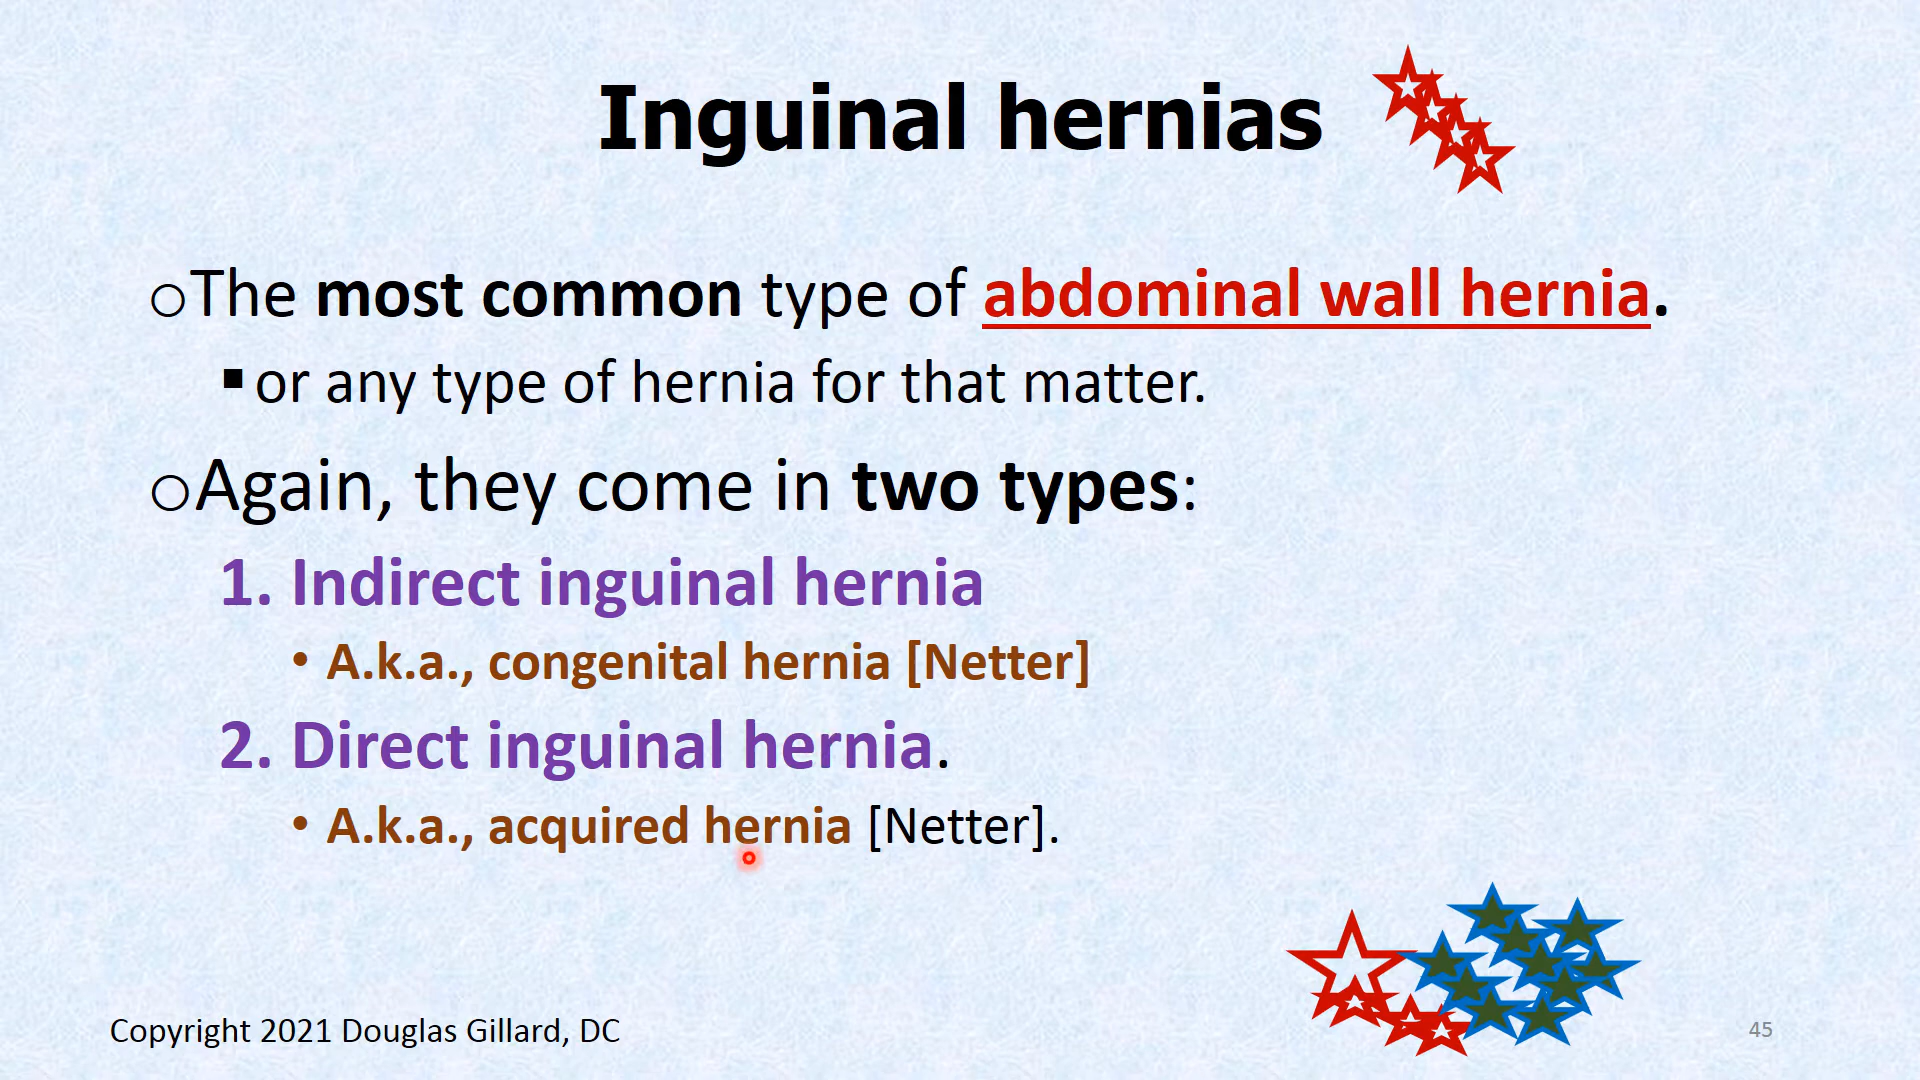 Inguinal hernias
The most common type of abdominal wall hernia.
or any type of hernia for that matter.
Again, they come in two types:
1. Indirect inguinal hernia
• A.k.a., congenital hernia [Netter]
2. Direct inguinal hernia.
• A.k.a., acquired hernia [Netter].
Copyright 2021 Douglas Gillard, DC
45